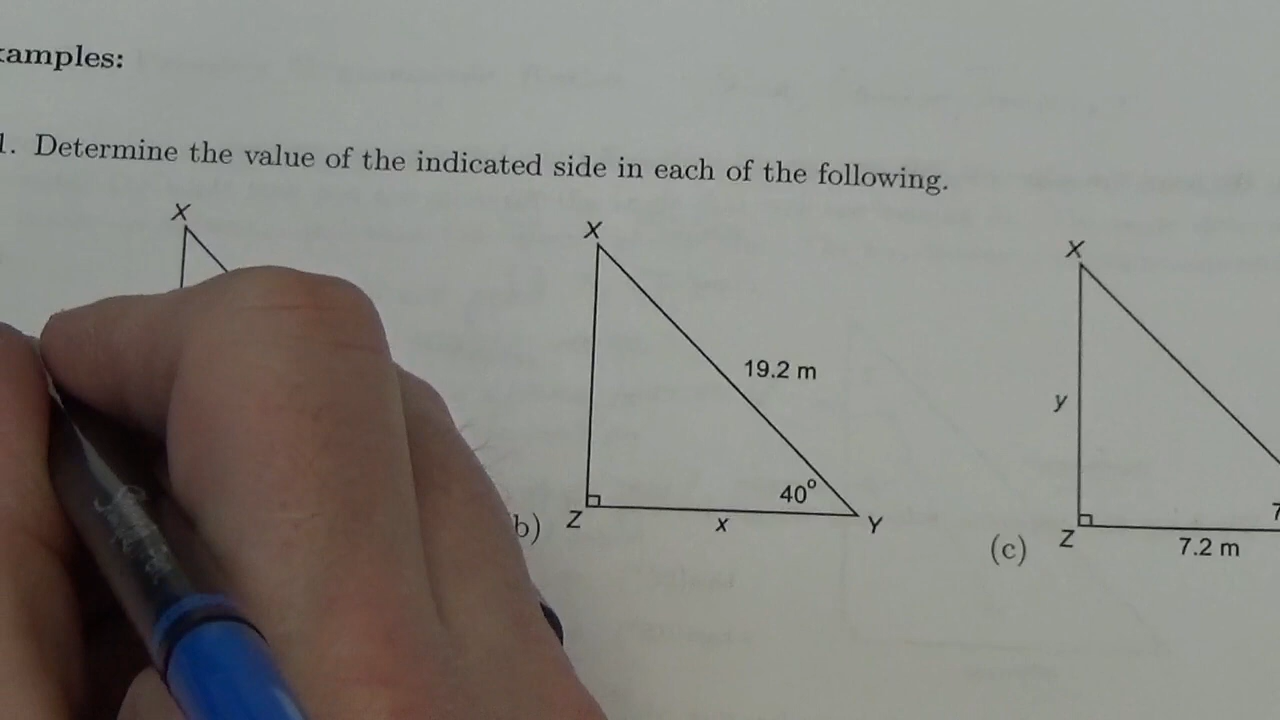 xamples:
1. Determine the value of the indicated side in each of the following.
X
X
19.2 m
40°
b) Z
x
Y
X
y
7
(c) Z
7.2 m